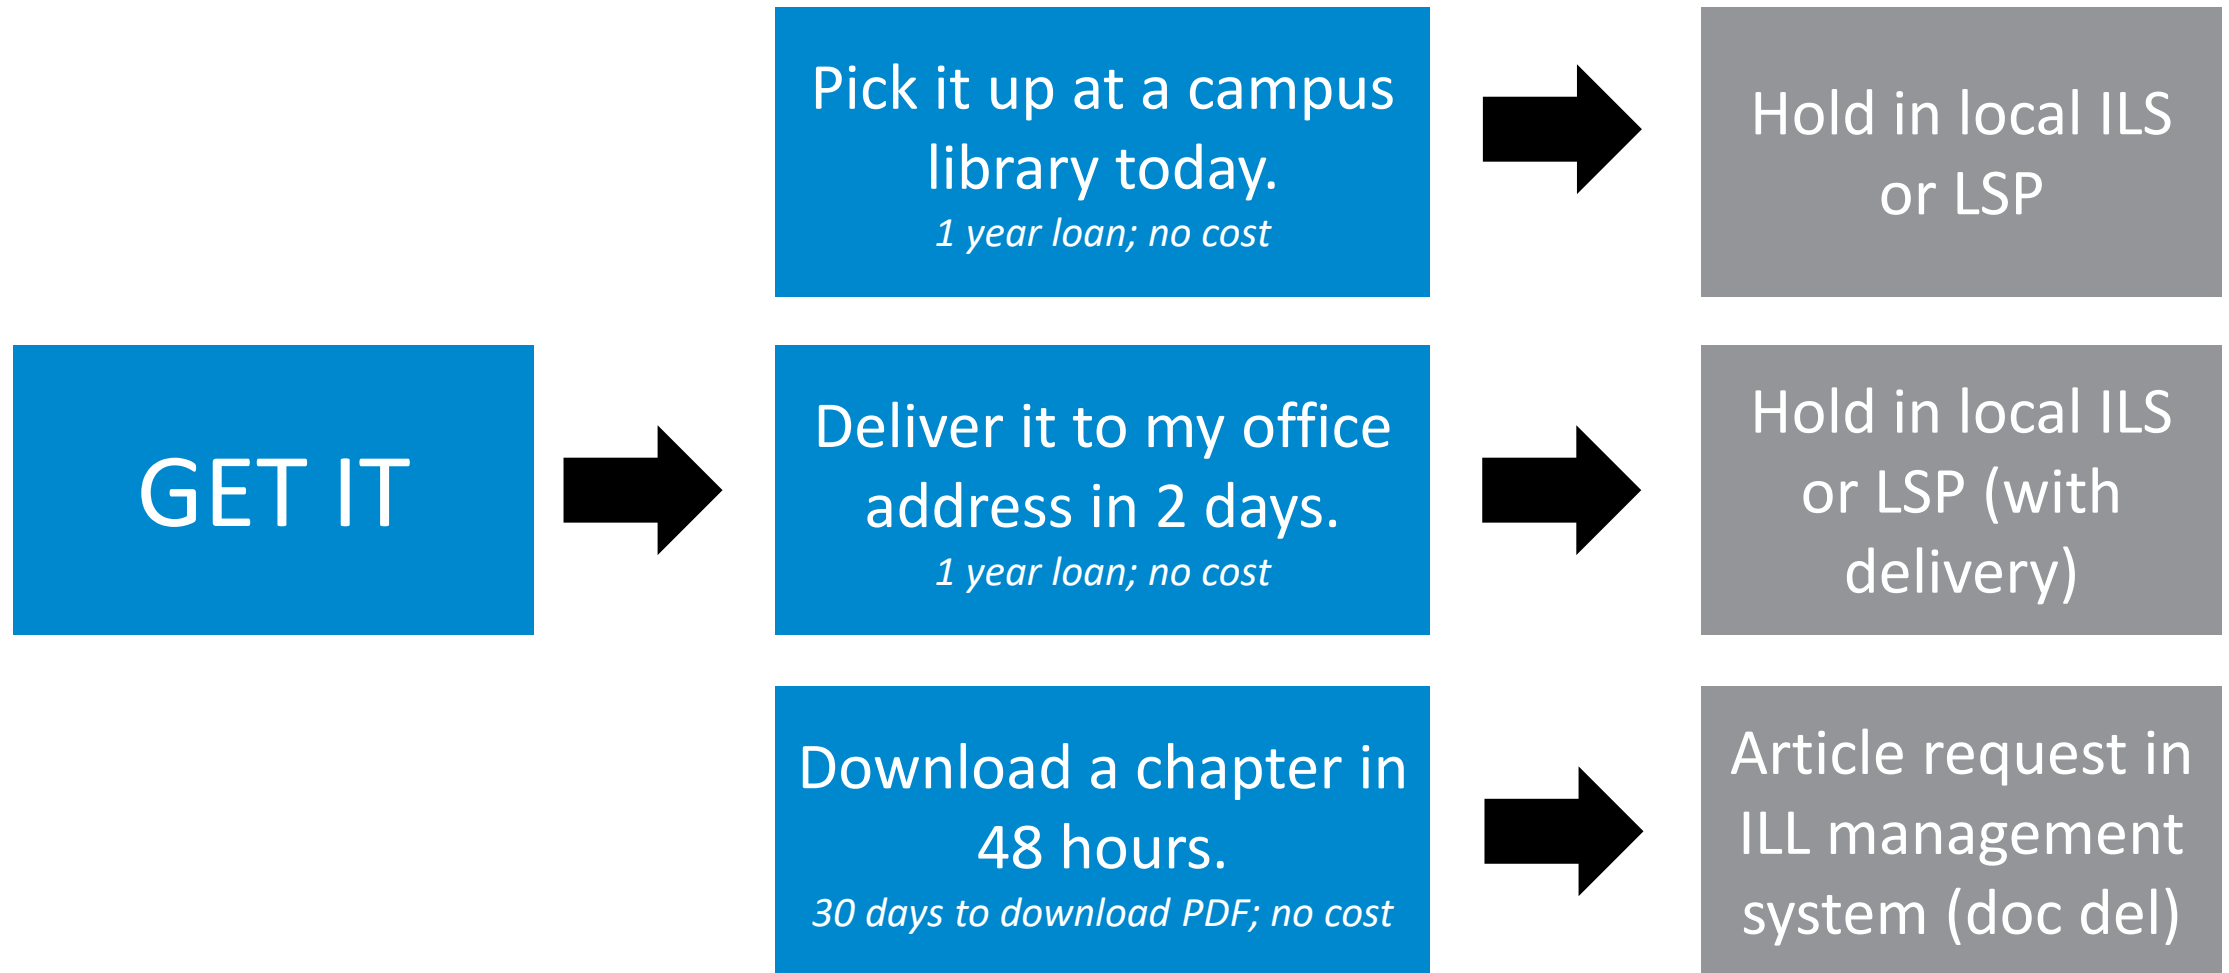 Pick it up at a campus
library today.
1 year loan; no cost
Hold in local ILS
or LSP
GET IT
Deliver it to my office
address in 2 days.
1 year loan; no cost
Hold in local ILS
or LSP (with
delivery)
Download a chapter in
48 hours.
30 days to download PDF; no cost
Article request in
ILL management
system (doc del)